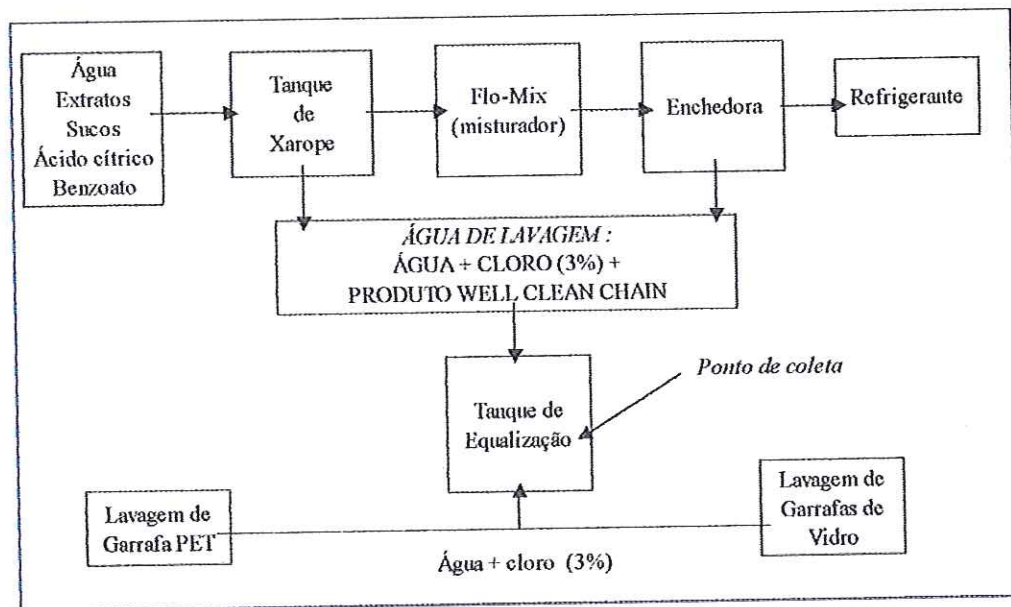 Água
Extratos
Sucos
Ácido cítrico
Benzoato
Tanque
de
Xarope
Flo-Mix
(misturador)
Enchedora
Refrigerante
ÁGUA DE LAVAGEM :
ÁGUA + CLORO (3%) +
PRODUTO WELL CLEAN CHAIN
Ponto de coleta
Tanque de
Equalização
Lavagem de
Garrafa PET
Lavagem de
Garrafas de
Vidro
Água + cloro (3%)